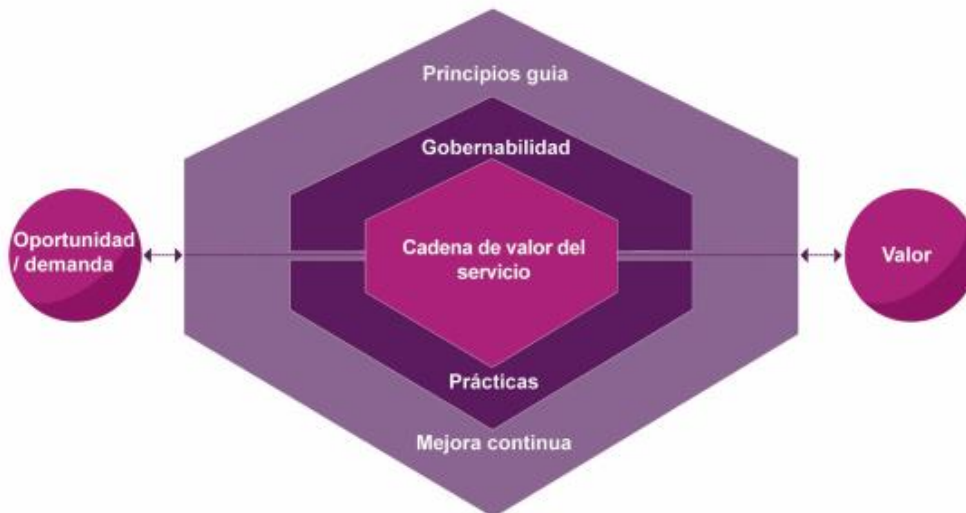 Principios guia
Gobernabilidad
Oportunidad
/ demanda
Cadena de valor del
servicio
Valor
Prácticas
Mejora continua